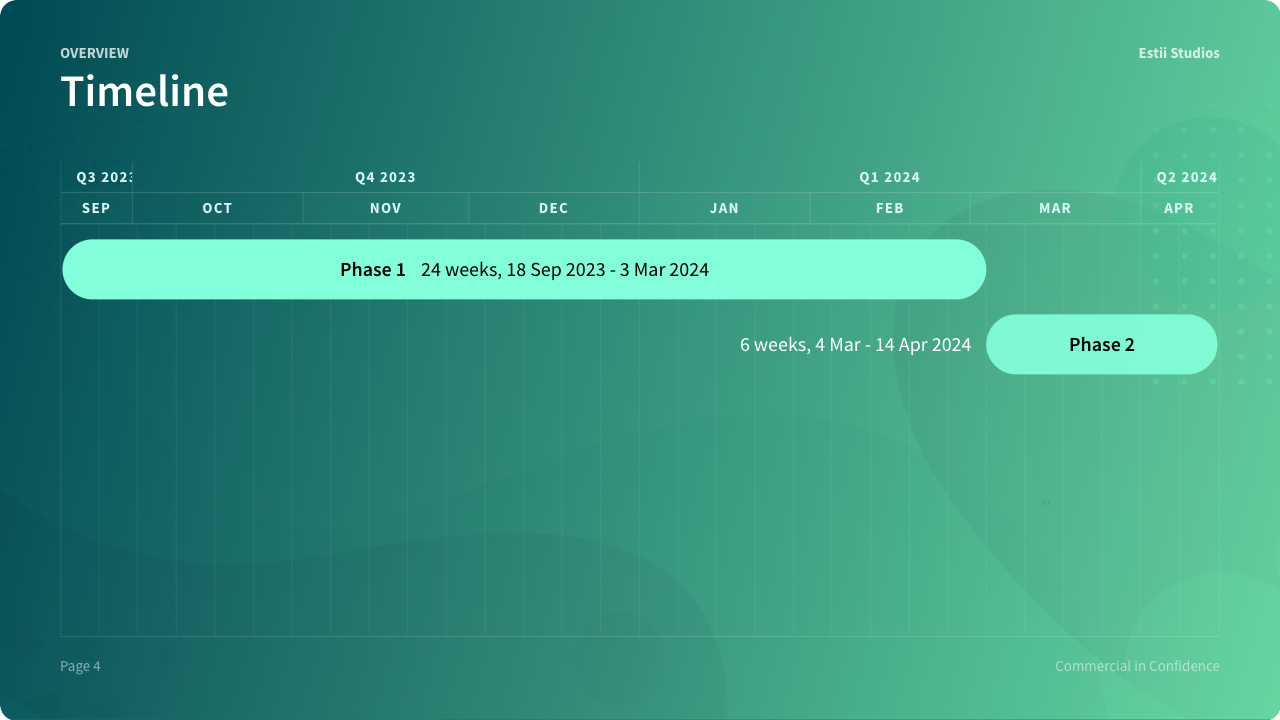 OVERVIEW
Estii Studios
Timeline
Q3 2023 Q4 2023 Q1 2024 Q2 2024
SEP OCT NOV DEC JAN FEB MAR APR
Phase 1 24 weeks, 18 Sep 2023 - 3 Mar 2024
6 weeks, 4 Mar - 14 Apr 2024 Phase 2
Page 4
Commercial in Confidence